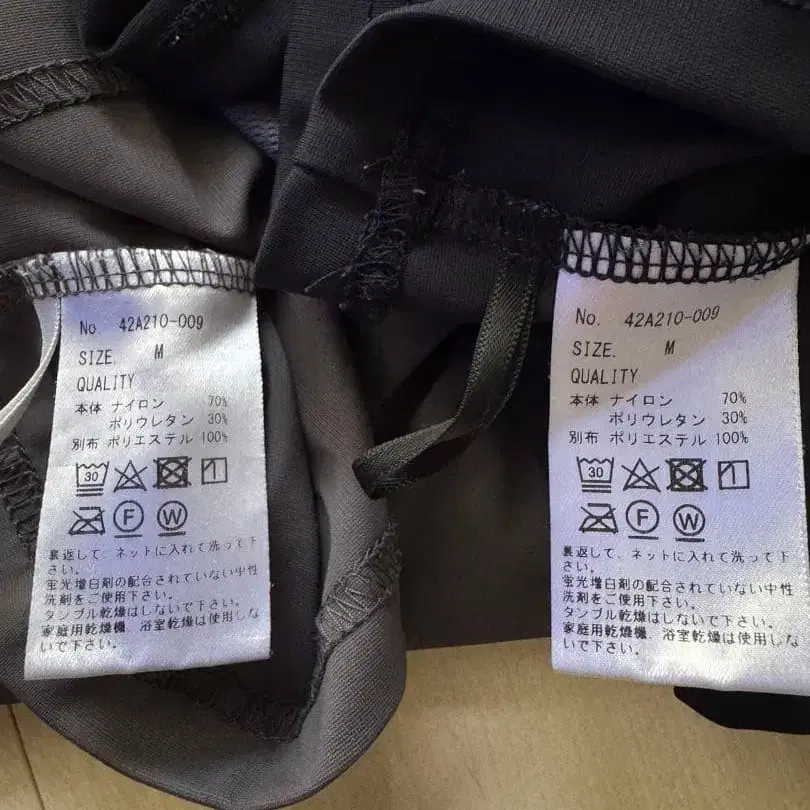 No. 42A210-009
SIZE. M
QUALITY
本体 ナイロン 70%
ポリウレタン 30%
別布 ポリエステル 100%
30
F W
裏返して、ネットに入れて洗って下
さい。
蛍光増白剤の配合されていない中性
洗剤をご使用下さい。
タンブル乾燥はしないで下さい。
家庭用乾燥機、浴室乾燥は使用しな
いで下さい。
No. 42A210-009
SIZE. M
QUALITY
本体 ナイロン 70%
ポリウレタン 30%
別布 ポリエステル 100%
30
F W
裏返して、ネットに入れて洗って下
さい。
蛍光増白剤の配合されていない中性
洗剤をご使用下さい。
タンブル乾燥はしないで下さい。
家庭用乾燥機、浴室乾燥は使用しな
いで下さい。